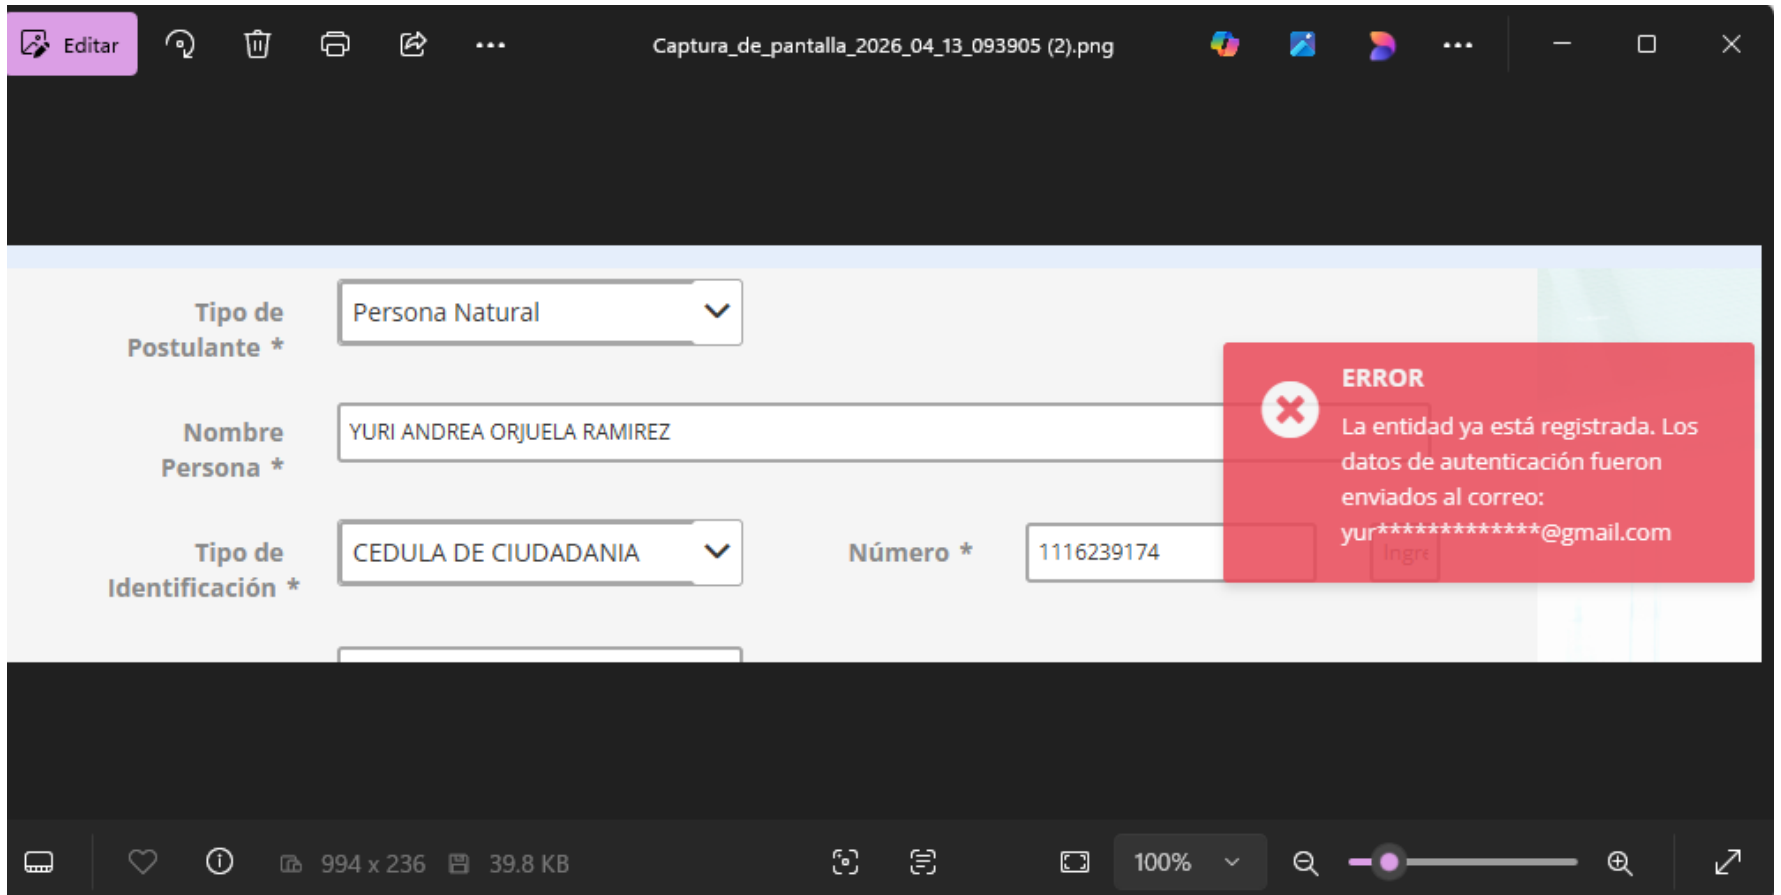 Editar
Captura_de_pantalla_2026_04_13_093905 (2).png
Tipo de
Postulante *
Persona Natural
ERROR
La entidad ya está registrada. Los
datos de autenticación fueron
enviados al correo:
yur*************@gmail.com
Nombre
Persona *
YURI ANDREA ORJUELA RAMIREZ
Tipo de
Identificación *
CEDULA DE CIUDADANIA
Número *
1116239174
Ingre
994 x 236
39.8 KB
100%